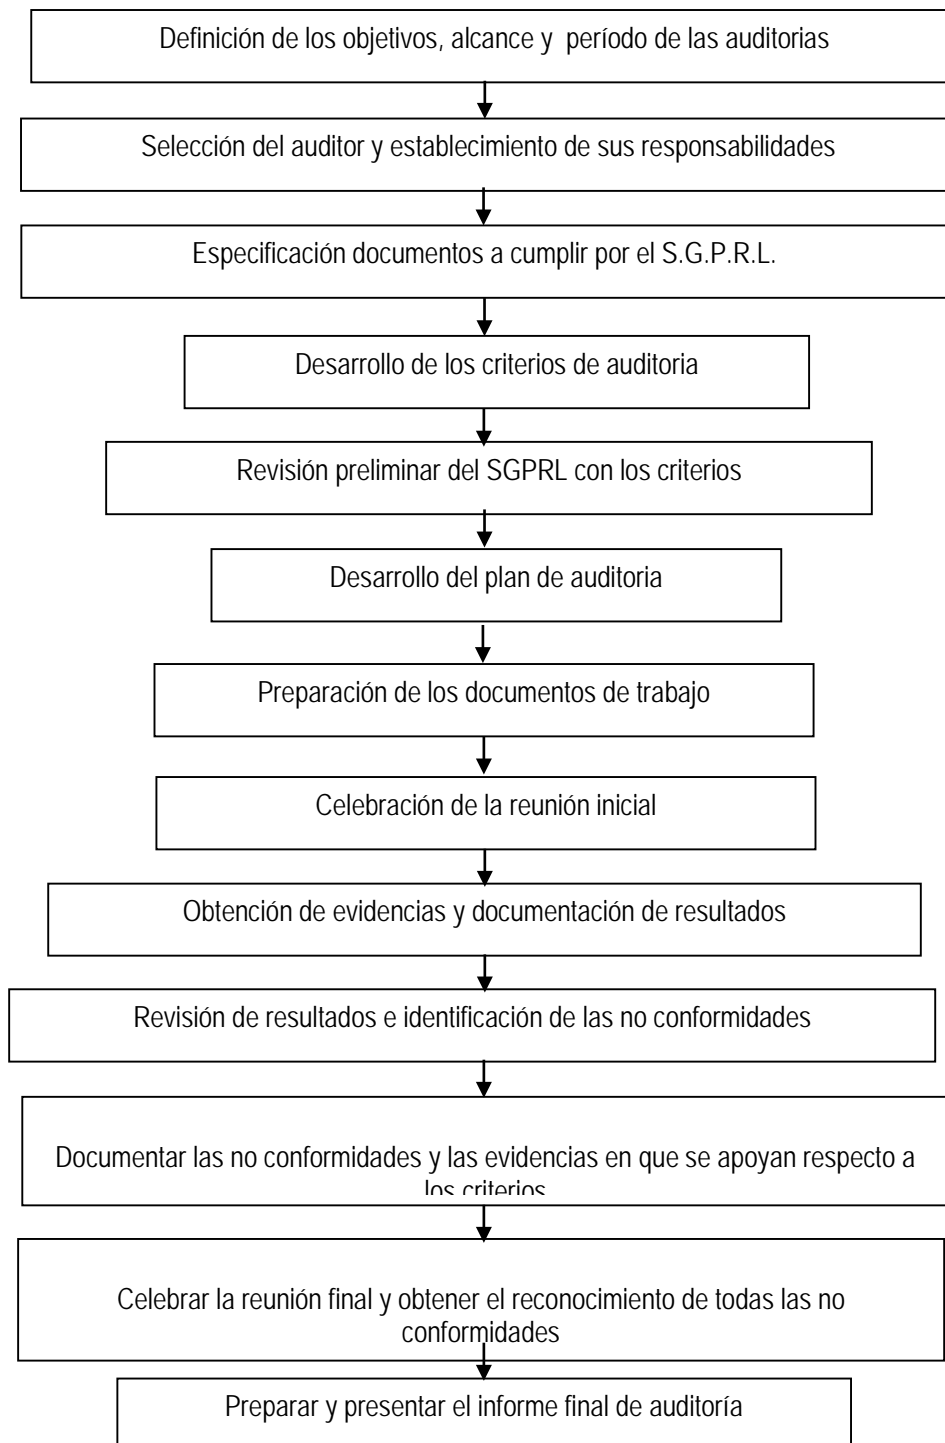 Definición de los objetivos, alcance y período de las auditorias
Selección del auditor y establecimiento de sus responsabilidades
Especificación documentos a cumplir por el S.G.P.R.L.
Desarrollo de los criterios de auditoria
Revisión preliminar del SGPRL con los criterios
Desarrollo del plan de auditoria
Preparación de los documentos de trabajo
Celebración de la reunión inicial
Obtención de evidencias y documentación de resultados
Revisión de resultados e identificación de las no conformidades
Documentar las no conformidades y las evidencias en que se apoyan respecto a
los criterios
Celebrar la reunión final y obtener el reconocimiento de todas las no
conformidades
Preparar y presentar el informe final de auditoría